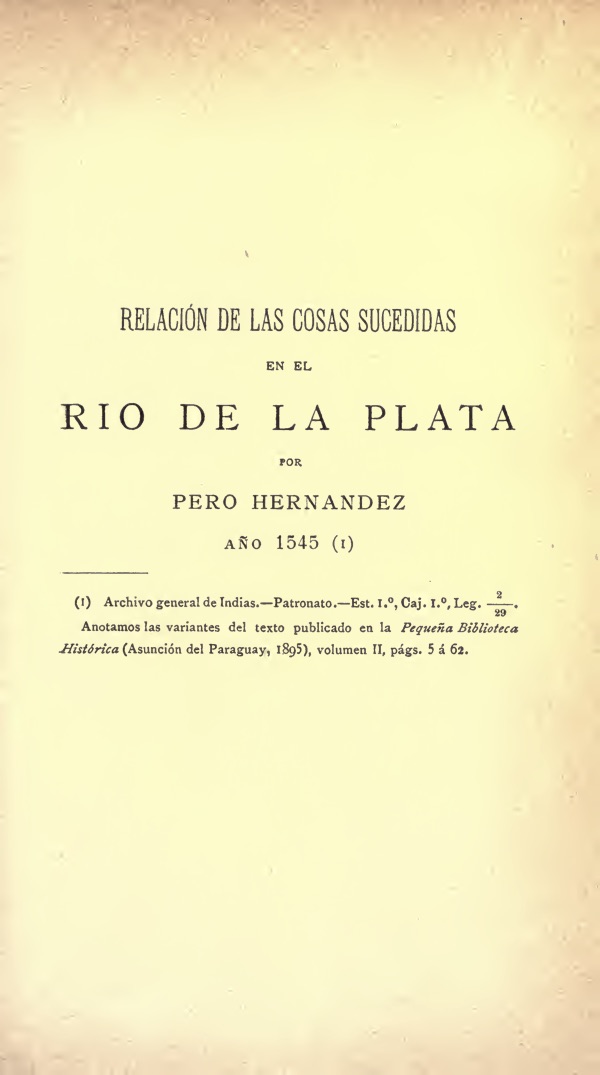 RELACIÓN DE LAS COSAS SUCEDIDAS
EN EL
RIO DE LA PLATA
POR
PERO HERNANDEZ
AÑO 1545 (1)
(1) Archivo general de Indias.—Patronato.—Est. 1.º, Caj. 1.º, Leg. 2/29.
Anotamos las variantes del texto publicado en la Pequeña Biblioteca
Histórica (Asunción del Paraguay, 1895), volumen II, págs. 5 á 62.